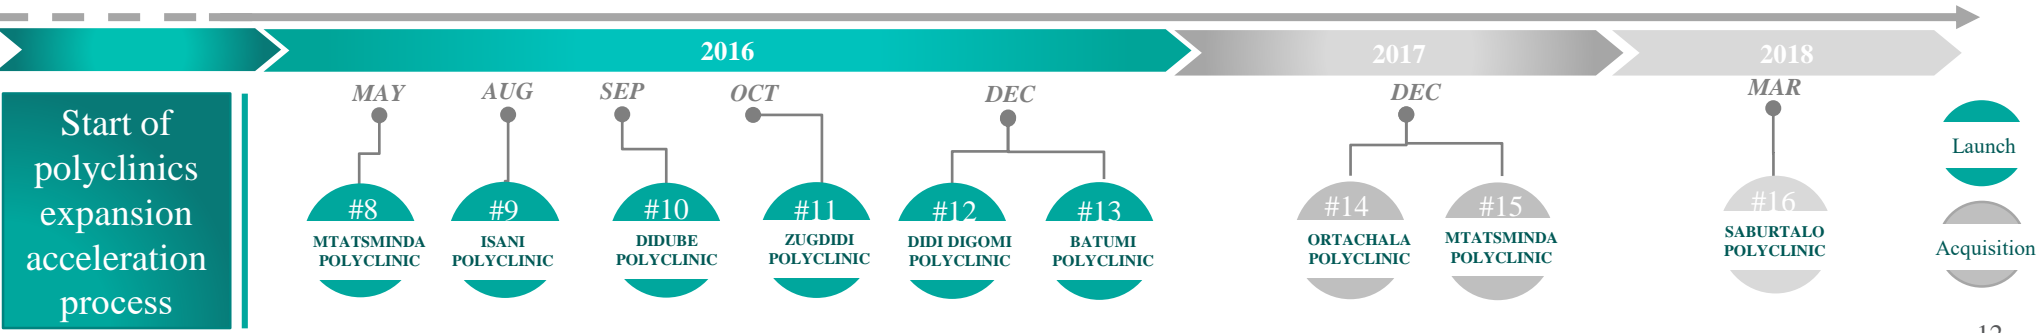 2016
2017
2018
MAY
AUG
SEP
OCT
DEC
DEC
MAR
Start of
polyclinics
expansion
acceleration
process
#8
MTATSMINDA
POLYCLINIC
#9
ISANI
POLYCLINIC
#10
DIDUBE
POLYCLINIC
#11
ZUGDIDI
POLYCLINIC
#12
DIDI DIGOMI
POLYCLINIC
#13
BATUMI
POLYCLINIC
#14
ORTACHALA
POLYCLINIC
#15
MTATSMINDA
POLYCLINIC
#16
SABURTALO
POLYCLINIC
Launch
Acquisition
12